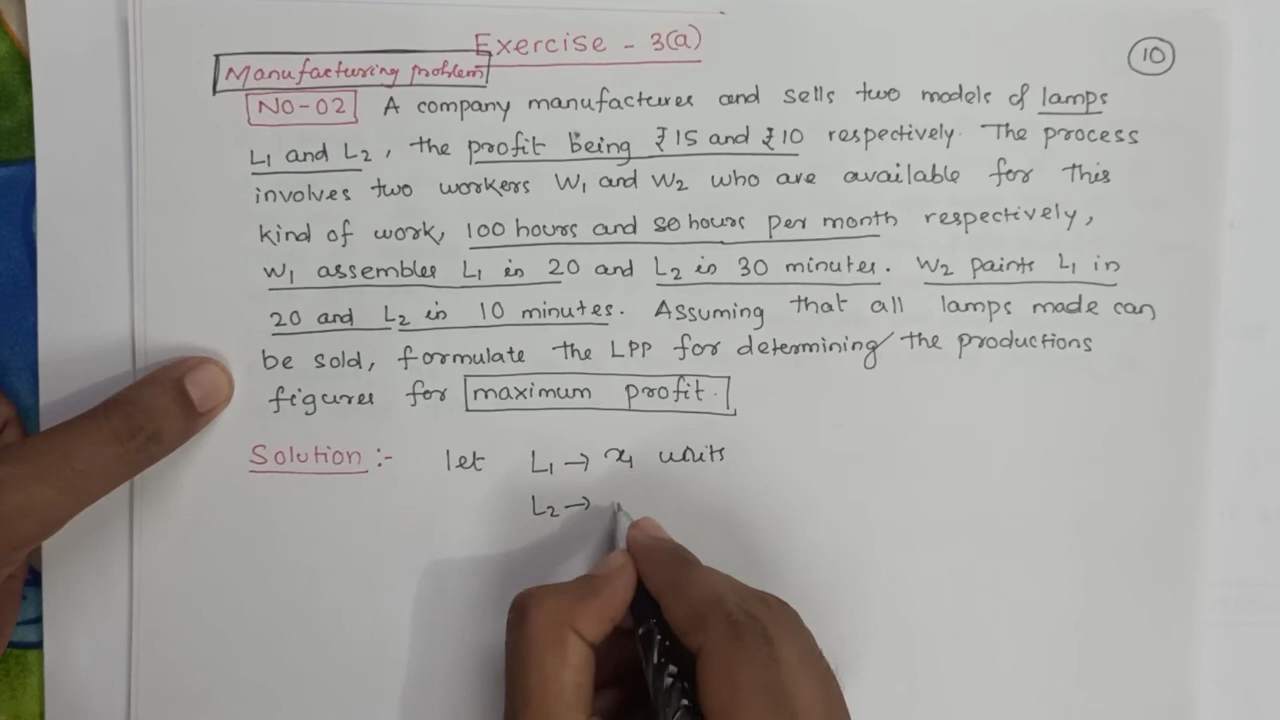 Exercise - 3(a)
10
Manufacturing problem
NO-02 A company manufactures and sells two models of lamps
L₁ and L₂, the profit being ₹15 and ₹10 respectively. The process
involves two workers W₁ and W₂ who are available for this
kind of work, 100 hours and 80 hours per month respectively,
W₁ assembles L₁ in 20 and L₂ in 30 minutes. W₂ paints L₁ in
20 and L₂ in 10 minutes. Assuming that all lamps made can
be sold, formulate the LPP for determining the productions
figures for maximum profit.
Solution :- let L₁ → x₁ units
L₂ →